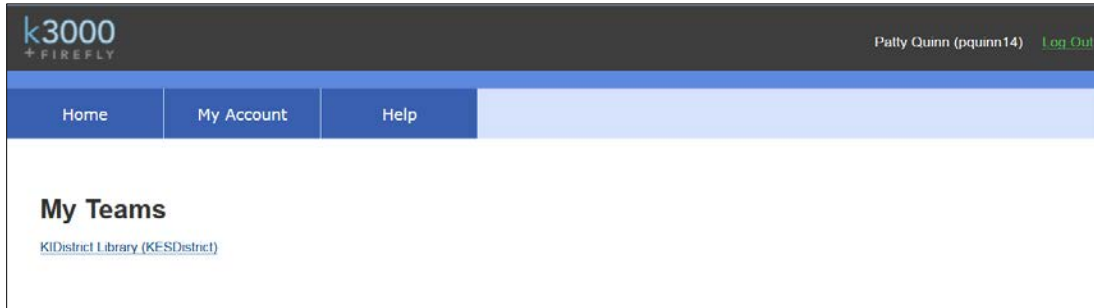 k3000
+FIREFLY
Patty Quinn (pquinn14) Log Out
Home My Account Help
My Teams
KIDistrict Library (KESDistrict)